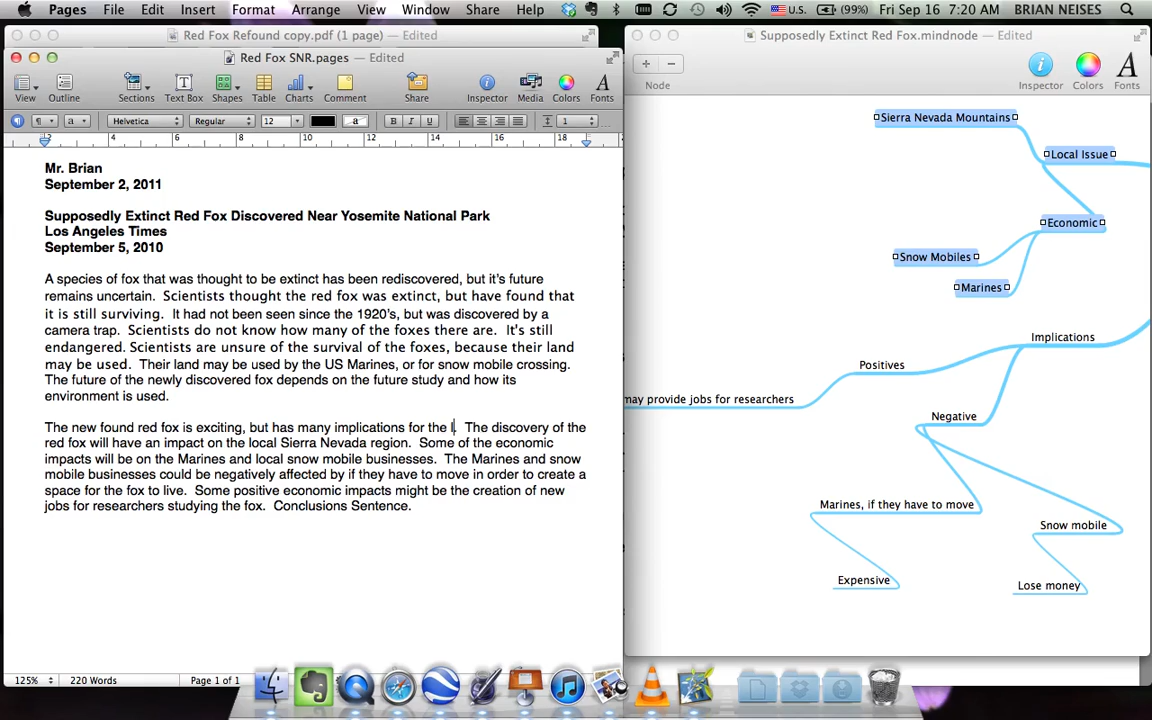 Pages File Edit Insert Format Arrange View Window Share Help U.S. (99%) Fri Sep 16 7:20 AM BRIAN NEISES
Red Fox Refound copy.pdf (1 page) — Edited
Supposedly Extinct Red Fox.mindnode — Edited
Red Fox SNR.pages — Edited
View Outline Sections Text Box Shapes Table Charts Comment Share Inspector Media Colors Fonts
Node Inspector Colors Fonts
Helvetica Regular 12 a B I U 1
2 4 6 8 10 12 14 16 18
Mr. Brian
September 2, 2011
Supposedly Extinct Red Fox Discovered Near Yosemite National Park
Los Angeles Times
September 5, 2010
A species of fox that was thought to be extinct has been rediscovered, but it's future
remains uncertain. Scientists thought the red fox was extinct, but have found that
it is still surviving. It had not been seen since the 1920's, but was discovered by a
camera trap. Scientists do not know how many of the foxes there are. It's still
endangered. Scientists are unsure of the survival of the foxes, because their land
may be used. Their land may be used by the US Marines, or for snow mobile crossing.
The future of the newly discovered fox depends on the future study and how its
environment is used.
The new found red fox is exciting, but has many implications for the l. The discovery of the
red fox will have an impact on the local Sierra Nevada region. Some of the economic
impacts will be on the Marines and local snow mobile businesses. The Marines and snow
mobile businesses could be negatively affected by if they have to move in order to create a
space for the fox to live. Some positive economic impacts might be the creation of new
jobs for researchers studying the fox. Conclusions Sentence.
125% 220 Words Page 1 of 1
Sierra Nevada Mountains
Local Issue
Economic
Snow Mobiles
Marines
Implications
Positives
may provide jobs for researchers
Negative
Marines, if they have to move
Snow mobile
Expensive
Lose money